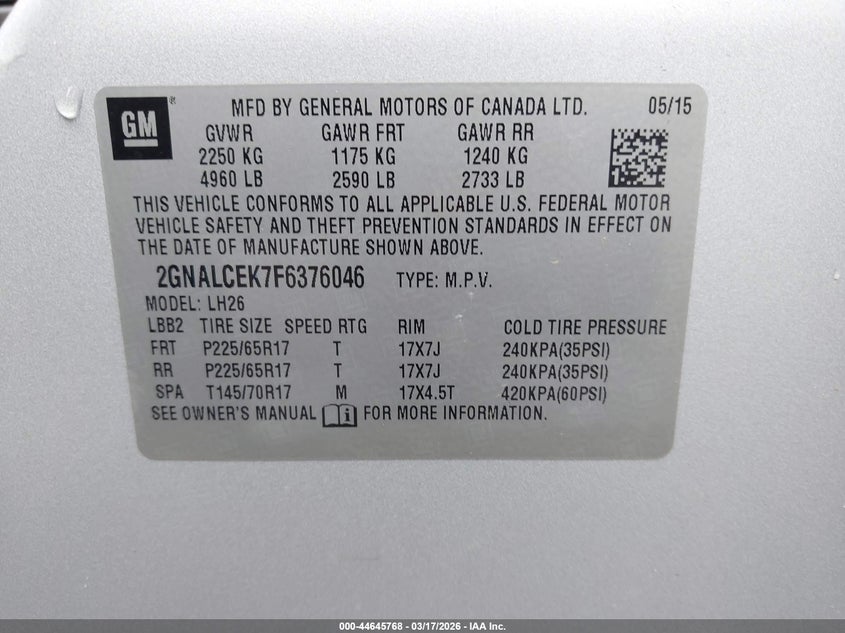 GM ® MFD BY GENERAL MOTORS OF CANADA LTD. 05/15
GVWR GAWR FRT GAWR RR
2250 KG 1175 KG 1240 KG
4960 LB 2590 LB 2733 LB
THIS VEHICLE CONFORMS TO ALL APPLICABLE U.S. FEDERAL MOTOR
VEHICLE SAFETY AND THEFT PREVENTION STANDARDS IN EFFECT ON
THE DATE OF MANUFACTURE SHOWN ABOVE.
2GNALCEK7F6376046 TYPE: M.P.V.
MODEL: LH26
LBB2 TIRE SIZE SPEED RTG RIM COLD TIRE PRESSURE
FRT P225/65R17 T 17X7J 240KPA(35PSI)
RR P225/65R17 T 17X7J 240KPA(35PSI)
SPA T145/70R17 M 17X4.5T 420KPA(60PSI)
SEE OWNER'S MANUAL i FOR MORE INFORMATION.
000-44645768 - 03/17/2026 - IAA Inc.